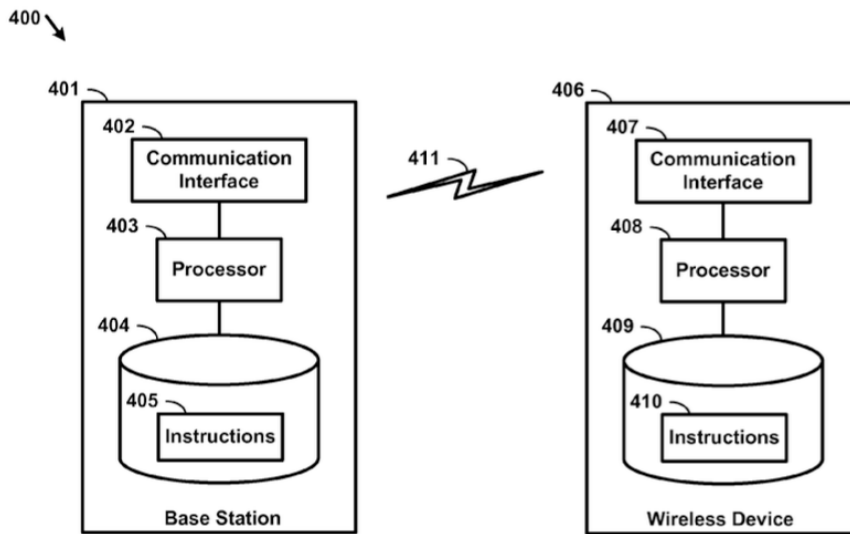 400
401
402
Communication
Interface
403
Processor
404
405
Instructions
Base Station
411
406
407
Communication
Interface
408
Processor
409
410
Instructions
Wireless Device